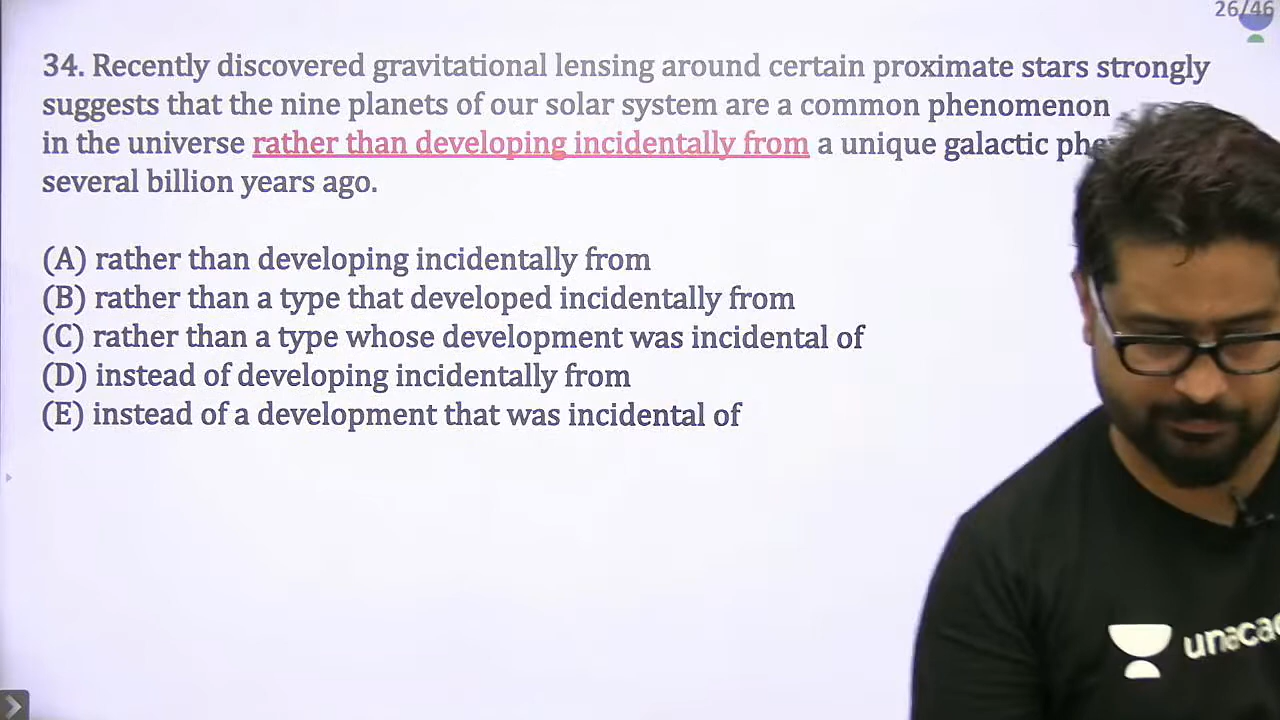 26/46
34. Recently discovered gravitational lensing around certain proximate stars strongly
suggests that the nine planets of our solar system are a common phenomenon
in the universe rather than developing incidentally from a unique galactic
several billion years ago.
(A) rather than developing incidentally from
(B) rather than a type that developed incidentally from
(C) rather than a type whose development was incidental of
(D) instead of developing incidentally from
(E) instead of a development that was incidental of